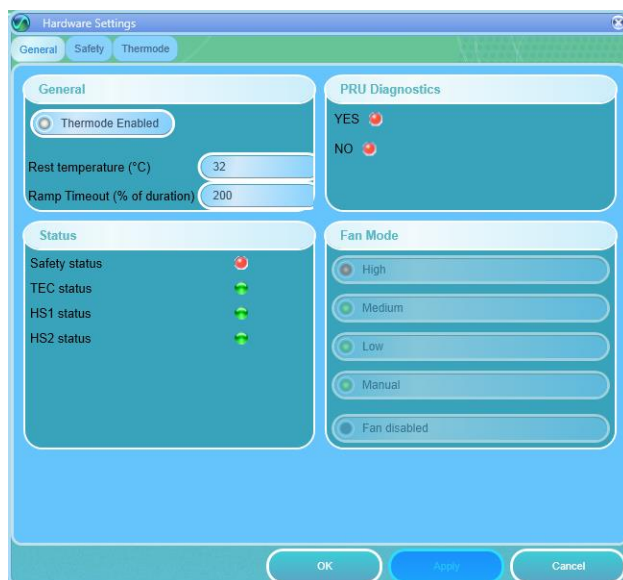 Hardware Settings
General Safety Thermode
General
Thermode Enabled
Rest temperature (°C) 32
Ramp Timeout (% of duration) 200
PRU Diagnostics
YES
NO
Status
Safety status
TEC status
HS1 status
HS2 status
Fan Mode
High
Medium
Low
Manual
Fan disabled
OK Apply Cancel